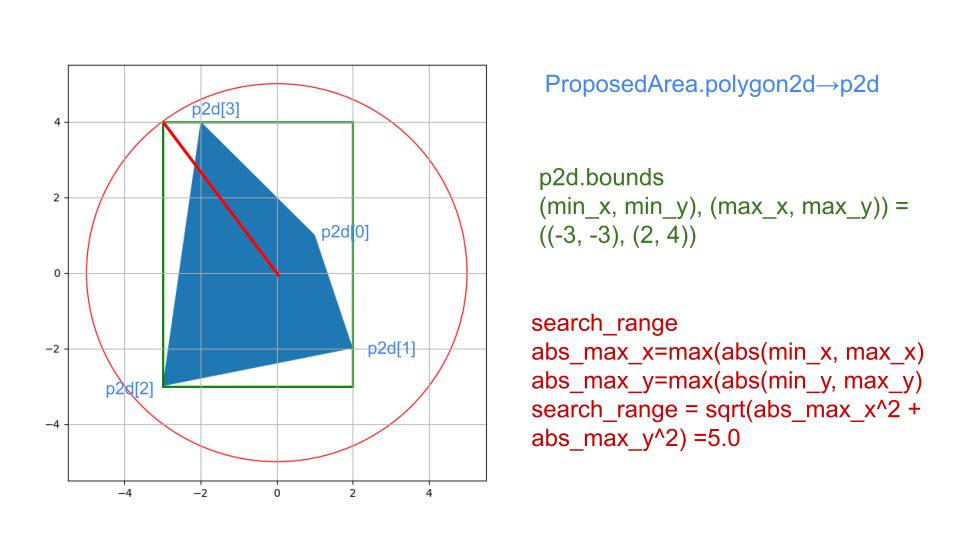 ProposedArea.polygon2d→p2d
p2d.bounds
(min_x, min_y), (max_x, max_y)) =
((-3, -3), (2, 4))
search_range
abs_max_x=max(abs(min_x, max_x)
abs_max_y=max(abs(min_y, max_y)
search_range = sqrt(abs_max_x^2 +
abs_max_y^2) =5.0
p2d[3]
p2d[0]
p2d[1]
p2d[2]
4
2
0
−2
−4
−4
−2
0
2
4